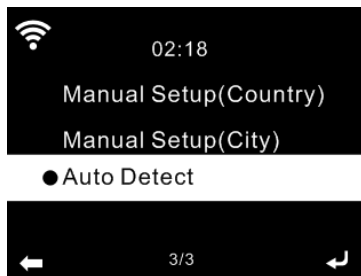 02:18
Manual Setup(Country)
Manual Setup(City)
Auto Detect
3/3